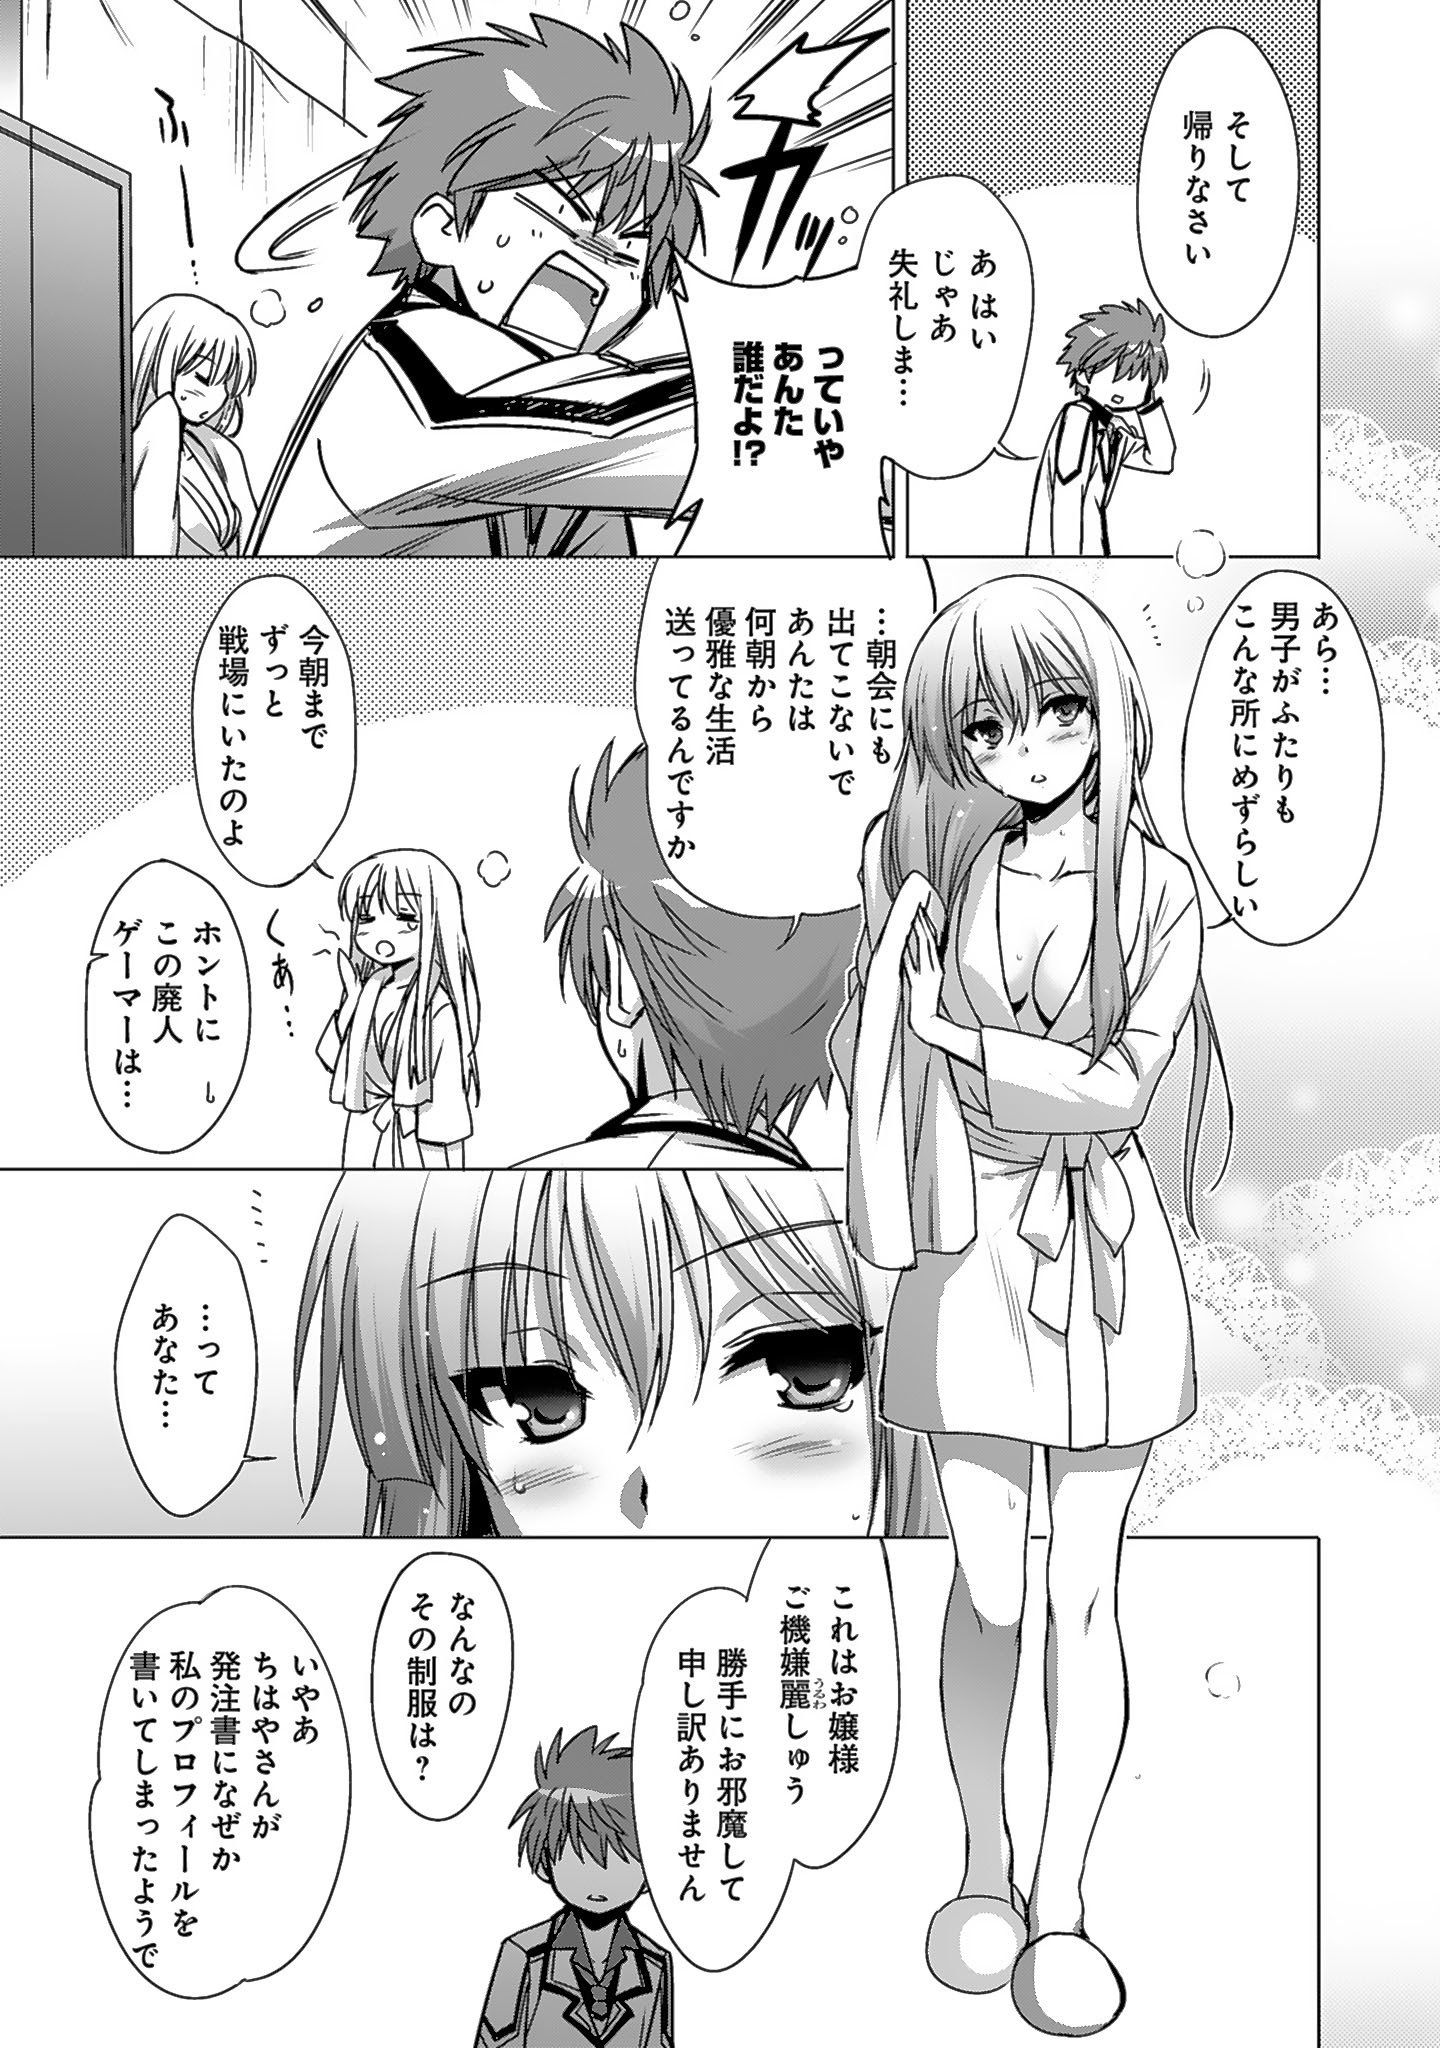 そして
帰りなさい
あ はい
じゃあ
失礼しま…
っていや
あんた
誰だよ!?
カッ
ふぅ…
あら…
男子がふたりも
こんな所にめずらしい
…朝会にも
出てこないで
あんたは
何朝から
優雅な生活
送ってるんですか
今朝まで
ずっと
戦場にいたのよ
くあ…
ホントに
この廃人
ゲーマーは…
…って
あなた…
これはお嬢様
ご機嫌麗しゅう
うるわ
勝手にお邪魔して
申し訳ありません
なんなの
その制服は?
いやあ
ちはやさんが
発注書になぜか
私のプロフィールを
書いてしまったようで